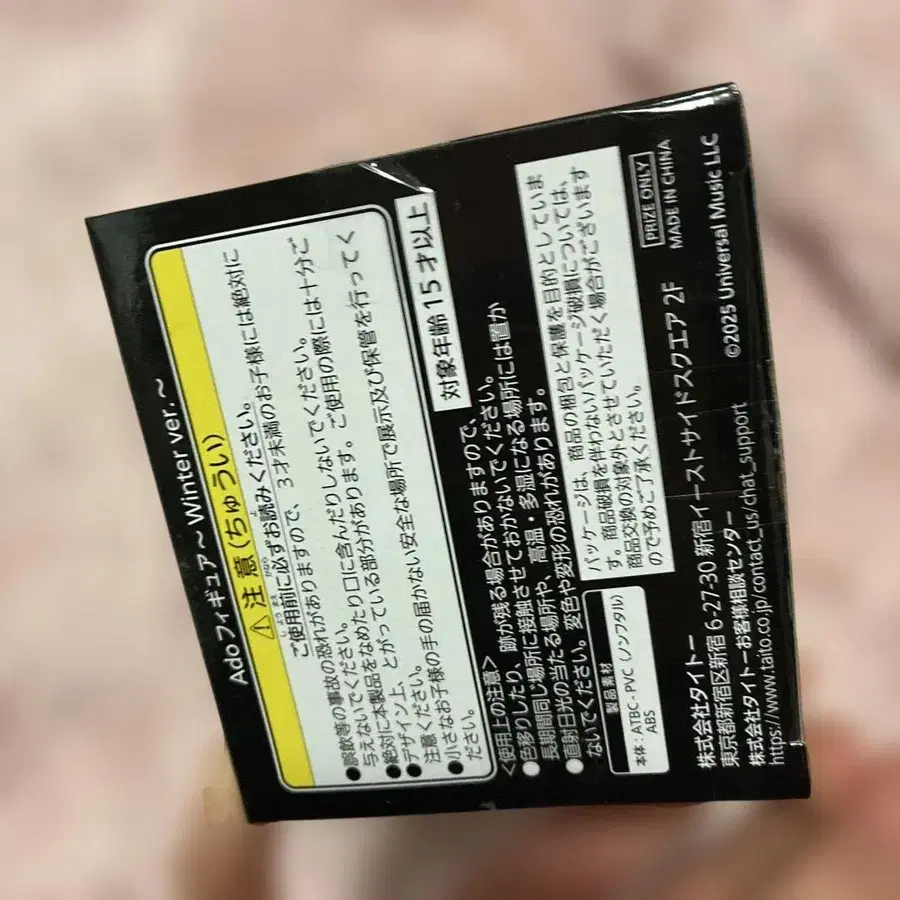 Ado フィギュア〜Winter ver.〜
⚠注意(ちゅうい)
ご使用前に必ずお読みください。
●誤飲等の事故の恐れがありますので、3才未満のお子様には絶対に
与えないでください。
●絶対に本製品をなめたり口に含んだりしないでください。
●デザイン上、とがっている部分があります。ご使用の際には十分ご
注意ください。
●小さなお子様の手の届かない安全な場所で展示及び保管を行ってく
ださい。
対象年齢15才以上
<使用上の注意>
●色移りしたり、跡が残る場合がありますので、
長期間同じ場所に接触させておかないでください。
●直射日光の当たる場所や、高温・多湿になる場所には置か
ないでください。変色や変形の恐れがあります。
製品素材
本体:ATBC-PVC(ノンフタル)
ABS
パッケージは、商品の梱包と保護を目的としていま
す。商品破損を伴わないパッケージ破損については、
商品交換の対象外とさせていただく場合がございます
ので予めご了承ください。
PRIZE ONLY
MADE IN CHINA
株式会社タイトー
東京都新宿区新宿6-27-30 新宿イーストサイドスクエア2F
株式会社タイトーお客様相談センター
https://www.taito.co.jp/contact_us/chat_support
©2025 Universal Music LLC